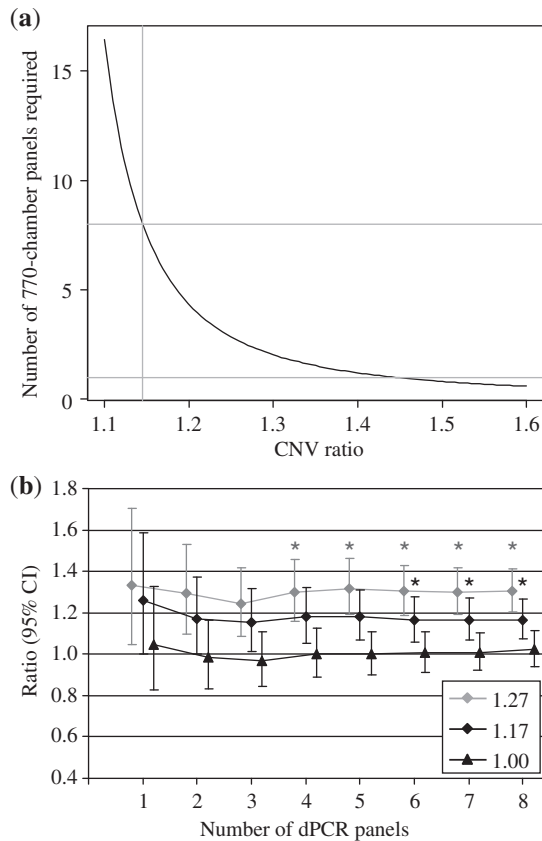 (a)
Number of 770-chamber panels required
15
10
5
0
1.1 1.2 1.3 1.4 1.5 1.6
CNV ratio
(b)
Ratio (95% CI)
1.8
1.6
1.4
1.2
1.0
0.8
0.6
0.4
* * * * *
* * *
1.27
1.17
1.00
1 2 3 4 5 6 7 8
Number of dPCR panels